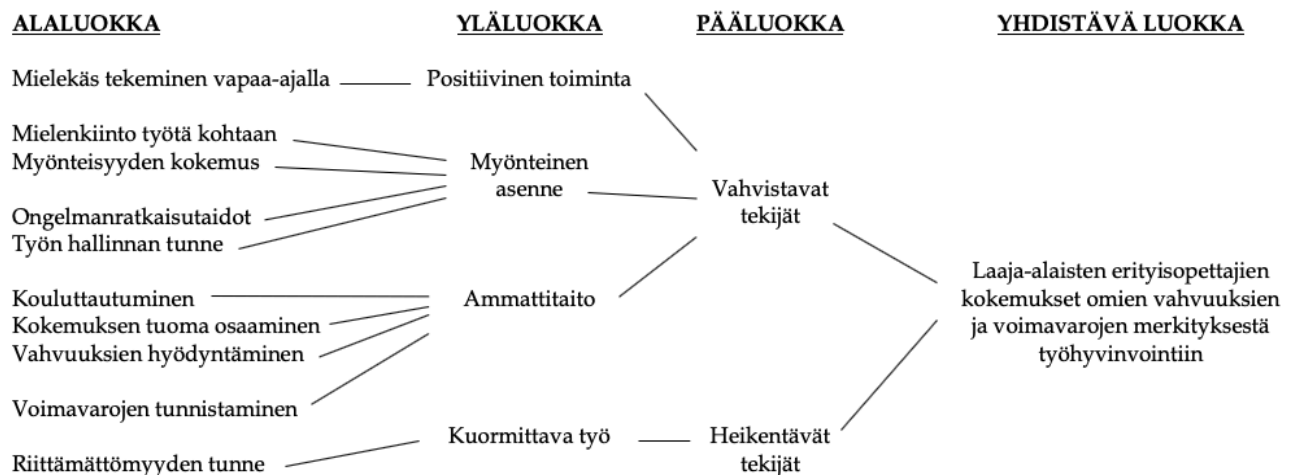 ALALUOKKA YLÄLUOKKA PÄÄLUOKKA YHDISTÄVÄ LUOKKA
Mielekäs tekeminen vapaa-ajalla Positiivinen toiminta
Mielenkiinto työtä kohtaan
Myönteisyyden kokemus
Ongelmanratkaisutaidot
Työn hallinnan tunne
Myönteinen
asenne
Vahvistavat
tekijät
Kouluttautuminen
Kokemuksen tuoma osaaminen
Vahvuuksien hyödyntäminen
Voimavarojen tunnistaminen
Ammattitaito
Laaja-alaisten erityisopettajien
kokemukset omien vahvuuksien
ja voimavarojen merkityksestä
työhyvinvointiin
Riittämättömyyden tunne
Kuormittava työ
Heikentävät
tekijät